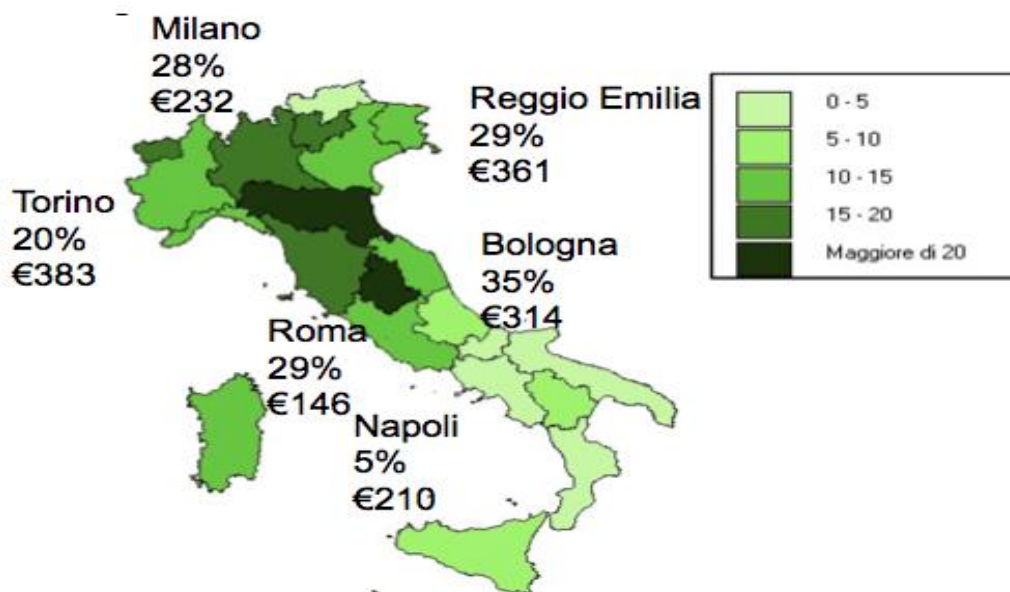 Milano
28%
€232
Reggio Emilia
29%
€361
Torino
20%
€383
Bologna
35%
€314
Roma
29%
€146
Napoli
5%
€210
0 - 5
5 - 10
10 - 15
15 - 20
Maggiore di 20